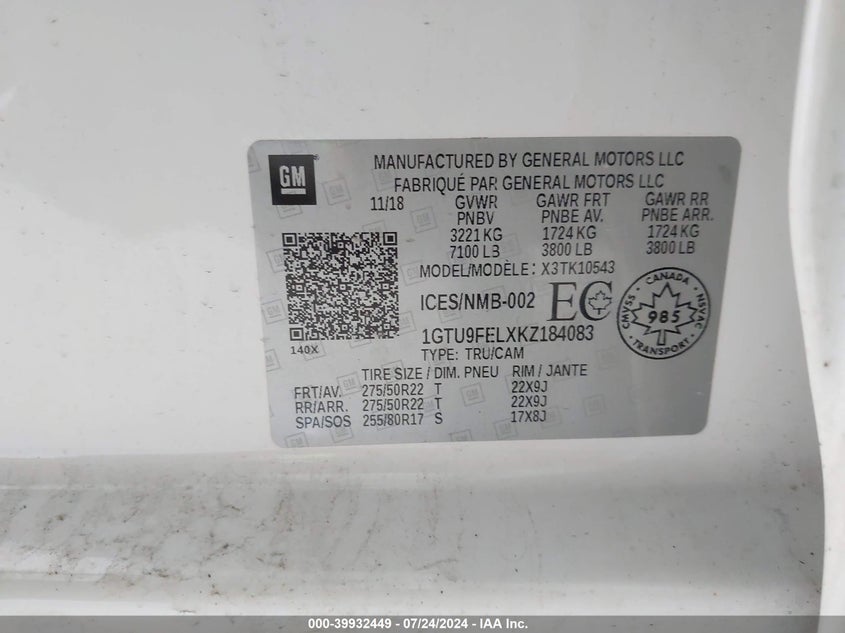 GM
MANUFACTURED BY GENERAL MOTORS LLC
FABRIQUÉ PAR GENERAL MOTORS LLC
11/18 GVWR GAWR FRT GAWR RR
PNBV PNBE AV. PNBE ARR.
3221 KG 1724 KG 1724 KG
7100 LB 3800 LB 3800 LB
MODEL/MODÈLE: X3TK10543
ICES/NMB-002 EC
CANADA
CMVSS 985 NSVAC
TRANSPORT
1GTU9FELXKZ184083
140X
TYPE: TRU/CAM
TIRE SIZE / DIM. PNEU RIM / JANTE
FRT/AV. 275/50R22 T 22X9J
RR/ARR. 275/50R22 T 22X9J
SPA/SOS 255/80R17 S 17X8J
000-39932449 - 07/24/2024 - IAA Inc.